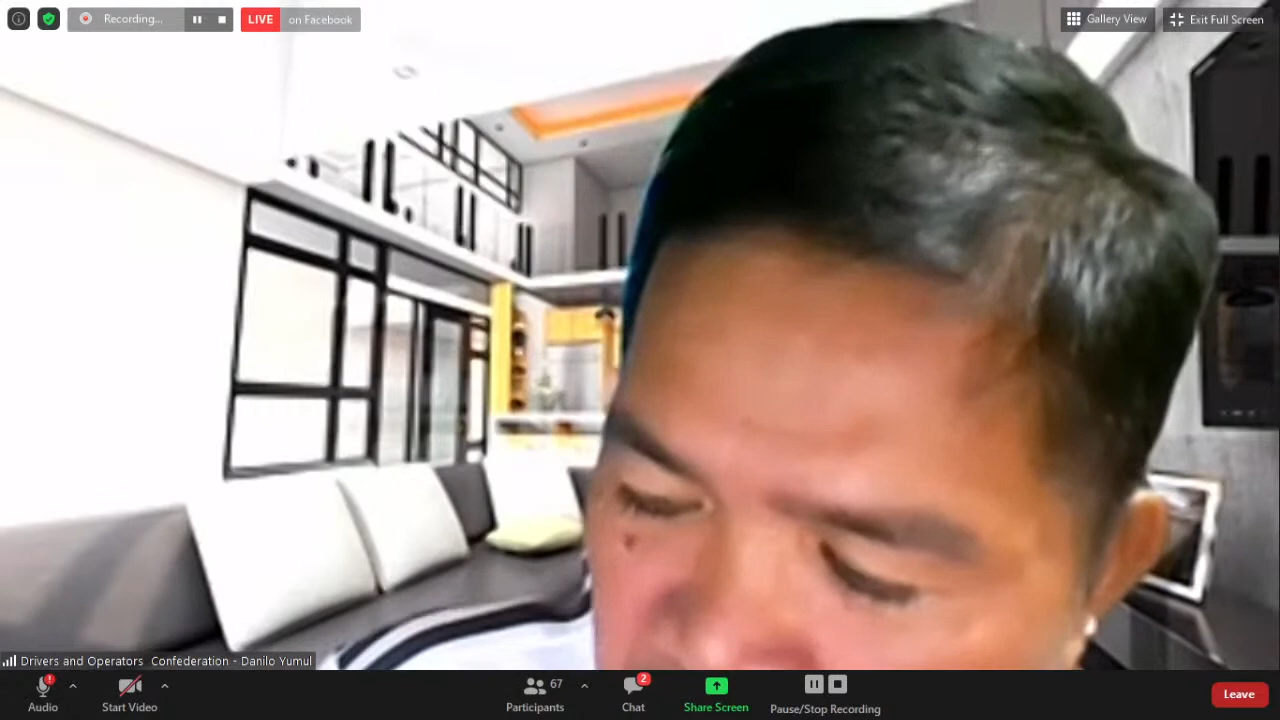 Recording...
LIVE on Facebook
Gallery View
Exit Full Screen
Drivers and Operators Confederation - Danilo Yumul
Audio
Start Video
67
Participants
2
Chat
Share Screen
Pause/Stop Recording
Leave